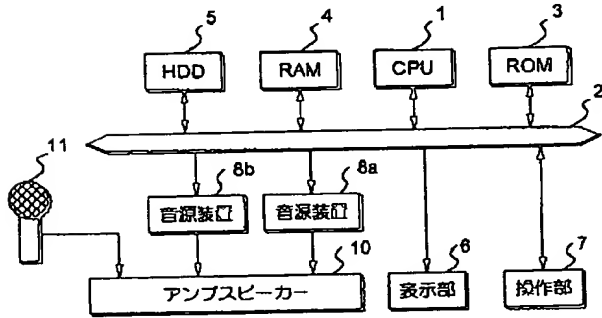 5 4 1 3
HDD RAM CPU ROM
2
11
8b 8a
音源装置 音源装置
10 6 7
アンプスピーカー 表示部 操作部